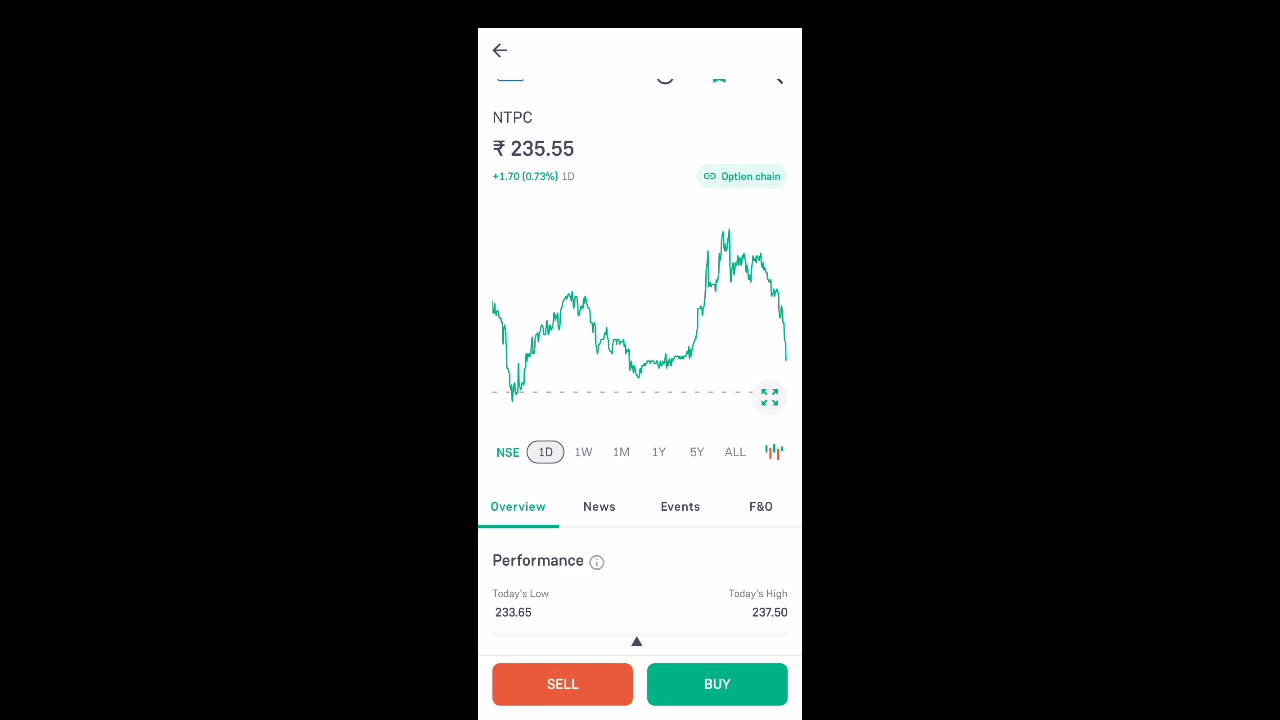 NTPC
₹ 235.55
+1.70 (0.73%) 1D
Option chain
NSE 1D 1W 1M 1Y 5Y ALL
Overview News Events F&O
Performance
Today's Low Today's High
233.65 237.50
SELL BUY